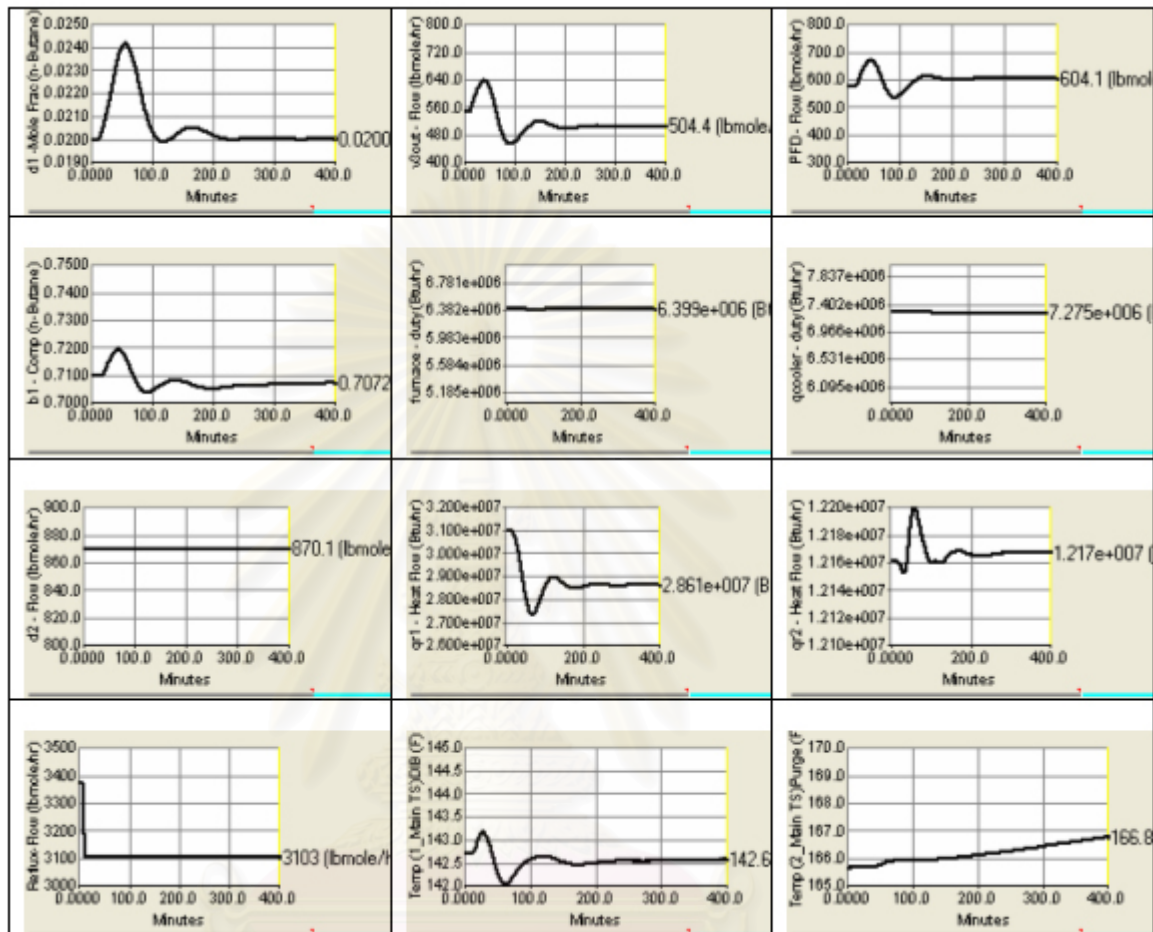 d1 -Mole Frac (n-Butane)
0.0250
0.0240
0.0230
0.0220
0.0210
0.0200
0.0190
0.0000 100.0 200.0 300.0 400.0
Minutes
0.0200
v3out - Flow (lbmole/hr)
800.0
720.0
640.0
560.0
480.0
400.0
0.0000 100.0 200.0 300.0 400.0
Minutes
504.4 (lbmole/
PFD- Flow (lbmole/hr)
800.0
700.0
600.0
500.0
400.0
300.0
0.0000 100.0 200.0 300.0 400.0
Minutes
604.1 (lbmol
b1 - Comp (n-Butane)
0.7500
0.7400
0.7300
0.7200
0.7100
0.7000
0.0000 100.0 200.0 300.0 400.0
Minutes
0.7072
furnace - duty (Btu/hr)
6.781e+006
6.382e+006
5.983e+006
5.584e+006
5.185e+006
0.0000 200.0 400.0
Minutes
6.399e+006 (Bt
qcooler - duty (Btu/hr)
7.837e+006
7.402e+006
6.966e+006
6.531e+006
6.095e+006
0.0000 200.0 400.0
Minutes
7.275e+006 (
d2 - Flow (lbmole/hr)
900.0
880.0
860.0
840.0
820.0
800.0
0.0000 100.0 200.0 300.0 400.0
Minutes
870.1 (lbmole
qr1 - Heat Flow (Btu/hr)
3.200e+007
3.100e+007
3.000e+007
2.900e+007
2.800e+007
2.700e+007
2.600e+007
0.0000 200.0 400.0
Minutes
2.861e+007 (B
qr2 - Heat Flow (Btu/hr)
1.220e+007
1.218e+007
1.216e+007
1.214e+007
1.212e+007
1.210e+007
0.0000 200.0 400.0
Minutes
1.217e+007 (
Reflux-Flow (lbmole/hr)
3500
3400
3300
3200
3100
3000
0.0000 100.0 200.0 300.0 400.0
Minutes
3103 (lbmole/h
Temp (1_Main TS)DIB (F)
145.0
144.5
144.0
143.5
143.0
142.5
142.0
0.0000 100.0 200.0 300.0 400.0
Minutes
142.6
Temp (2_Main TS)Purge (F
170.0
169.0
168.0
167.0
166.0
165.0
0.0000 100.0 200.0 300.0 400.0
Minutes
166.8